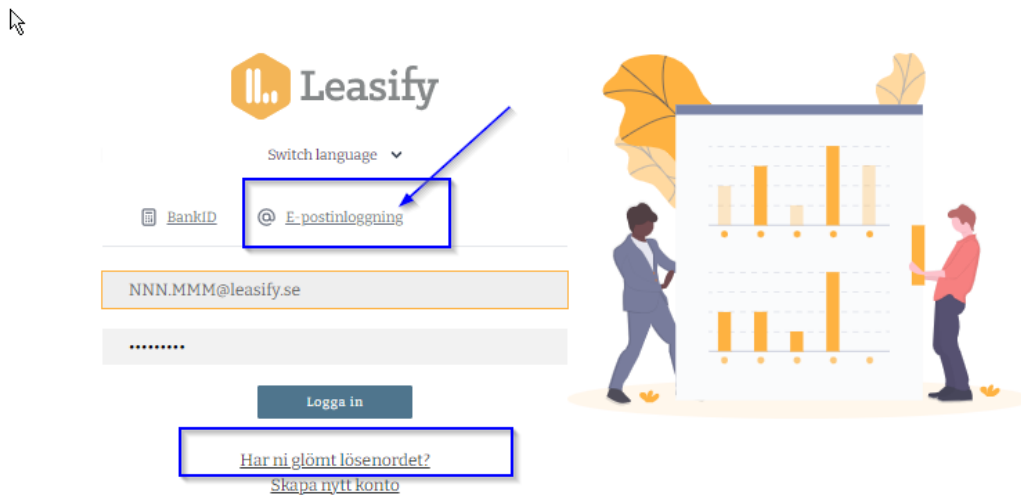 Leasify
Switch language
BankID
E-postinloggning
NNN.MMM@leasify.se
•••••••••
Logga in
Har ni glömt lösenordet?
Skapa nytt konto